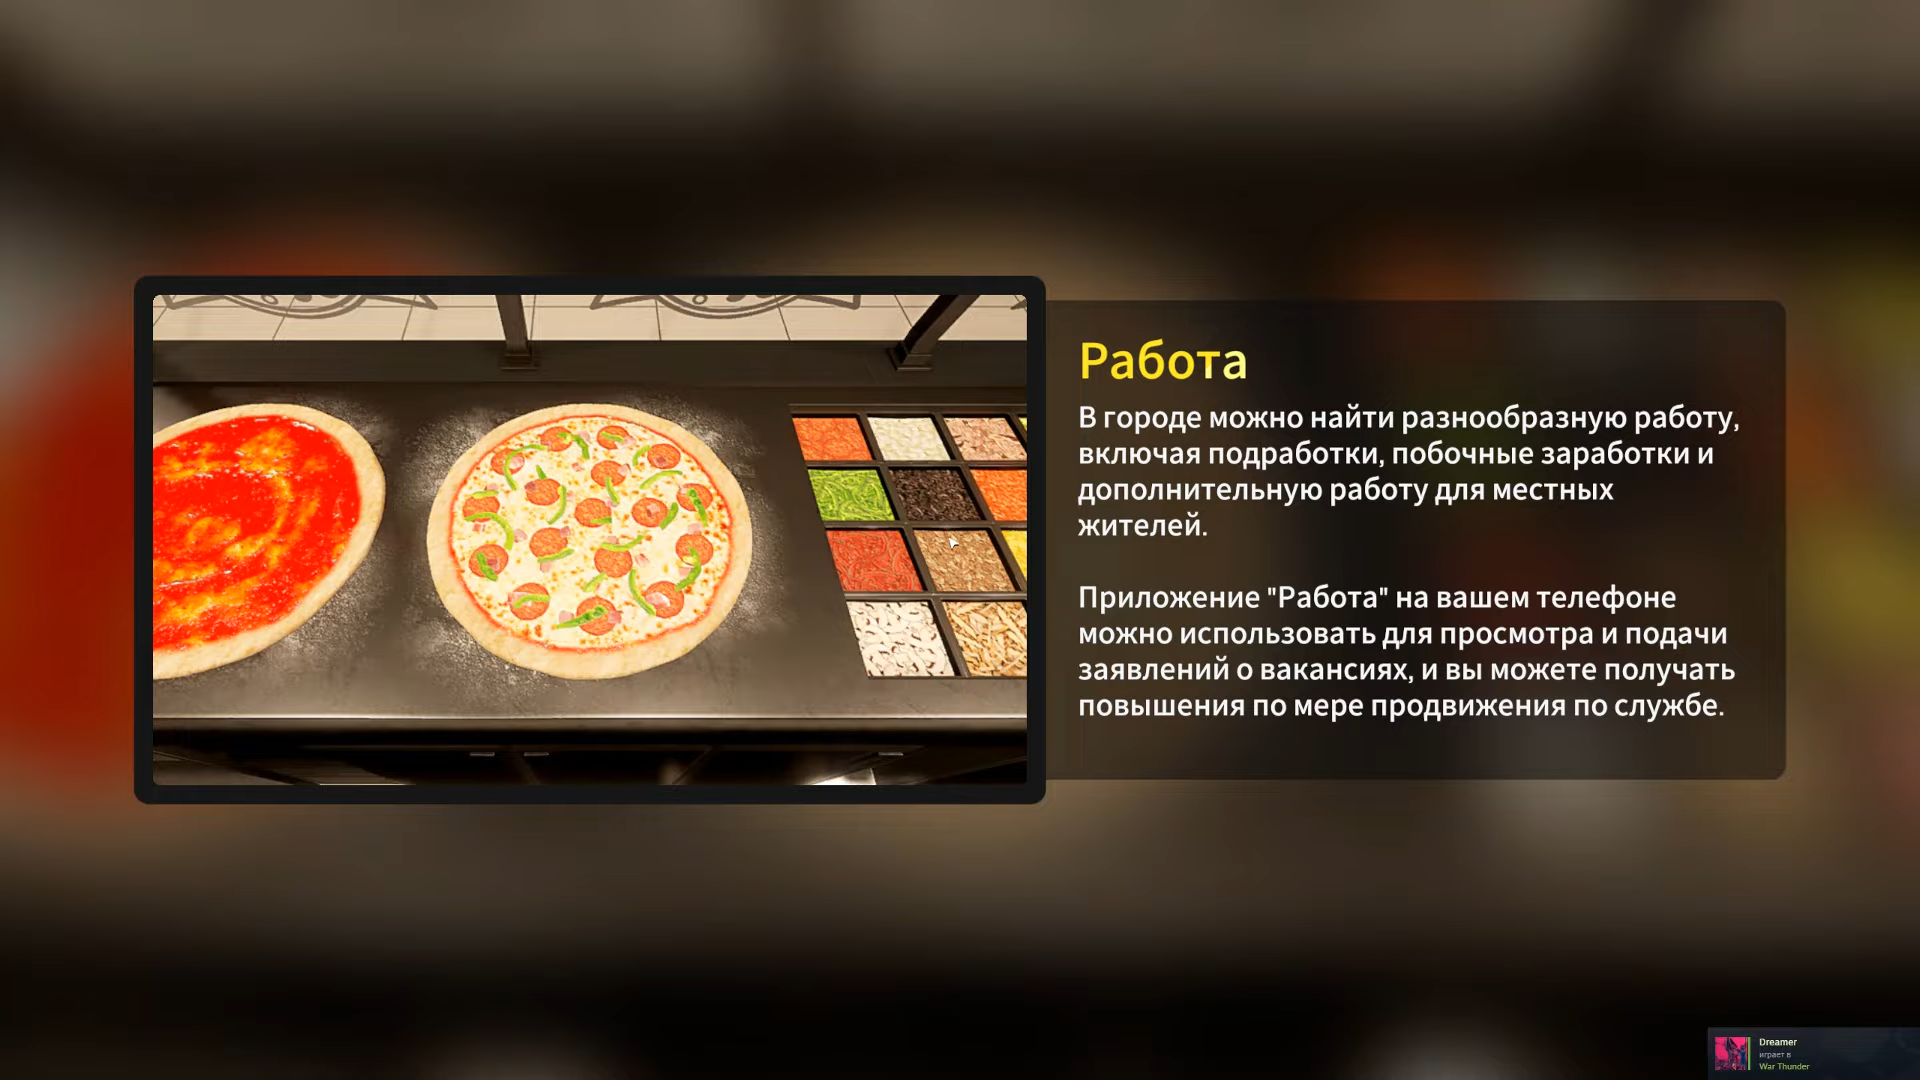 Работа
В городе можно найти разнообразную работу,
включая подработки, побочные заработки и
дополнительную работу для местных
жителей.
Приложение "Работа" на вашем телефоне
можно использовать для просмотра и подачи
заявлений о вакансиях, и вы можете получать
повышения по мере продвижения по службе.
Dreamer
играет в
War Thunder